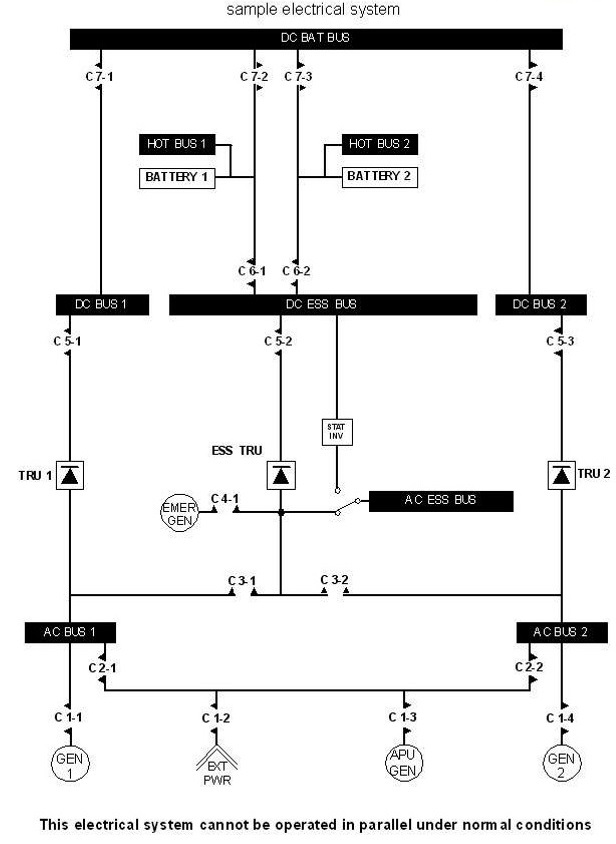 sample electrical system
DC BAT BUS
C 7-1
C 7-2
C 7-3
C 7-4
HOT BUS 1
HOT BUS 2
BATTERY 1
BATTERY 2
C 6-1
C 6-2
DC BUS 1
DC ESS BUS
DC BUS 2
C 5-1
C 5-2
C 5-3
STAT
INV
ESS TRU
TRU 1
TRU 2
C 4-1
AC ESS BUS
EMER
GEN
C 3-1
C 3-2
AC BUS 1
AC BUS 2
C 2-1
C 2-2
C 1-1
C 1-2
C 1-3
C 1-4
GEN
1
EXT
PWR
APU
GEN
GEN
2
This electrical system cannot be operated in parallel under normal conditions